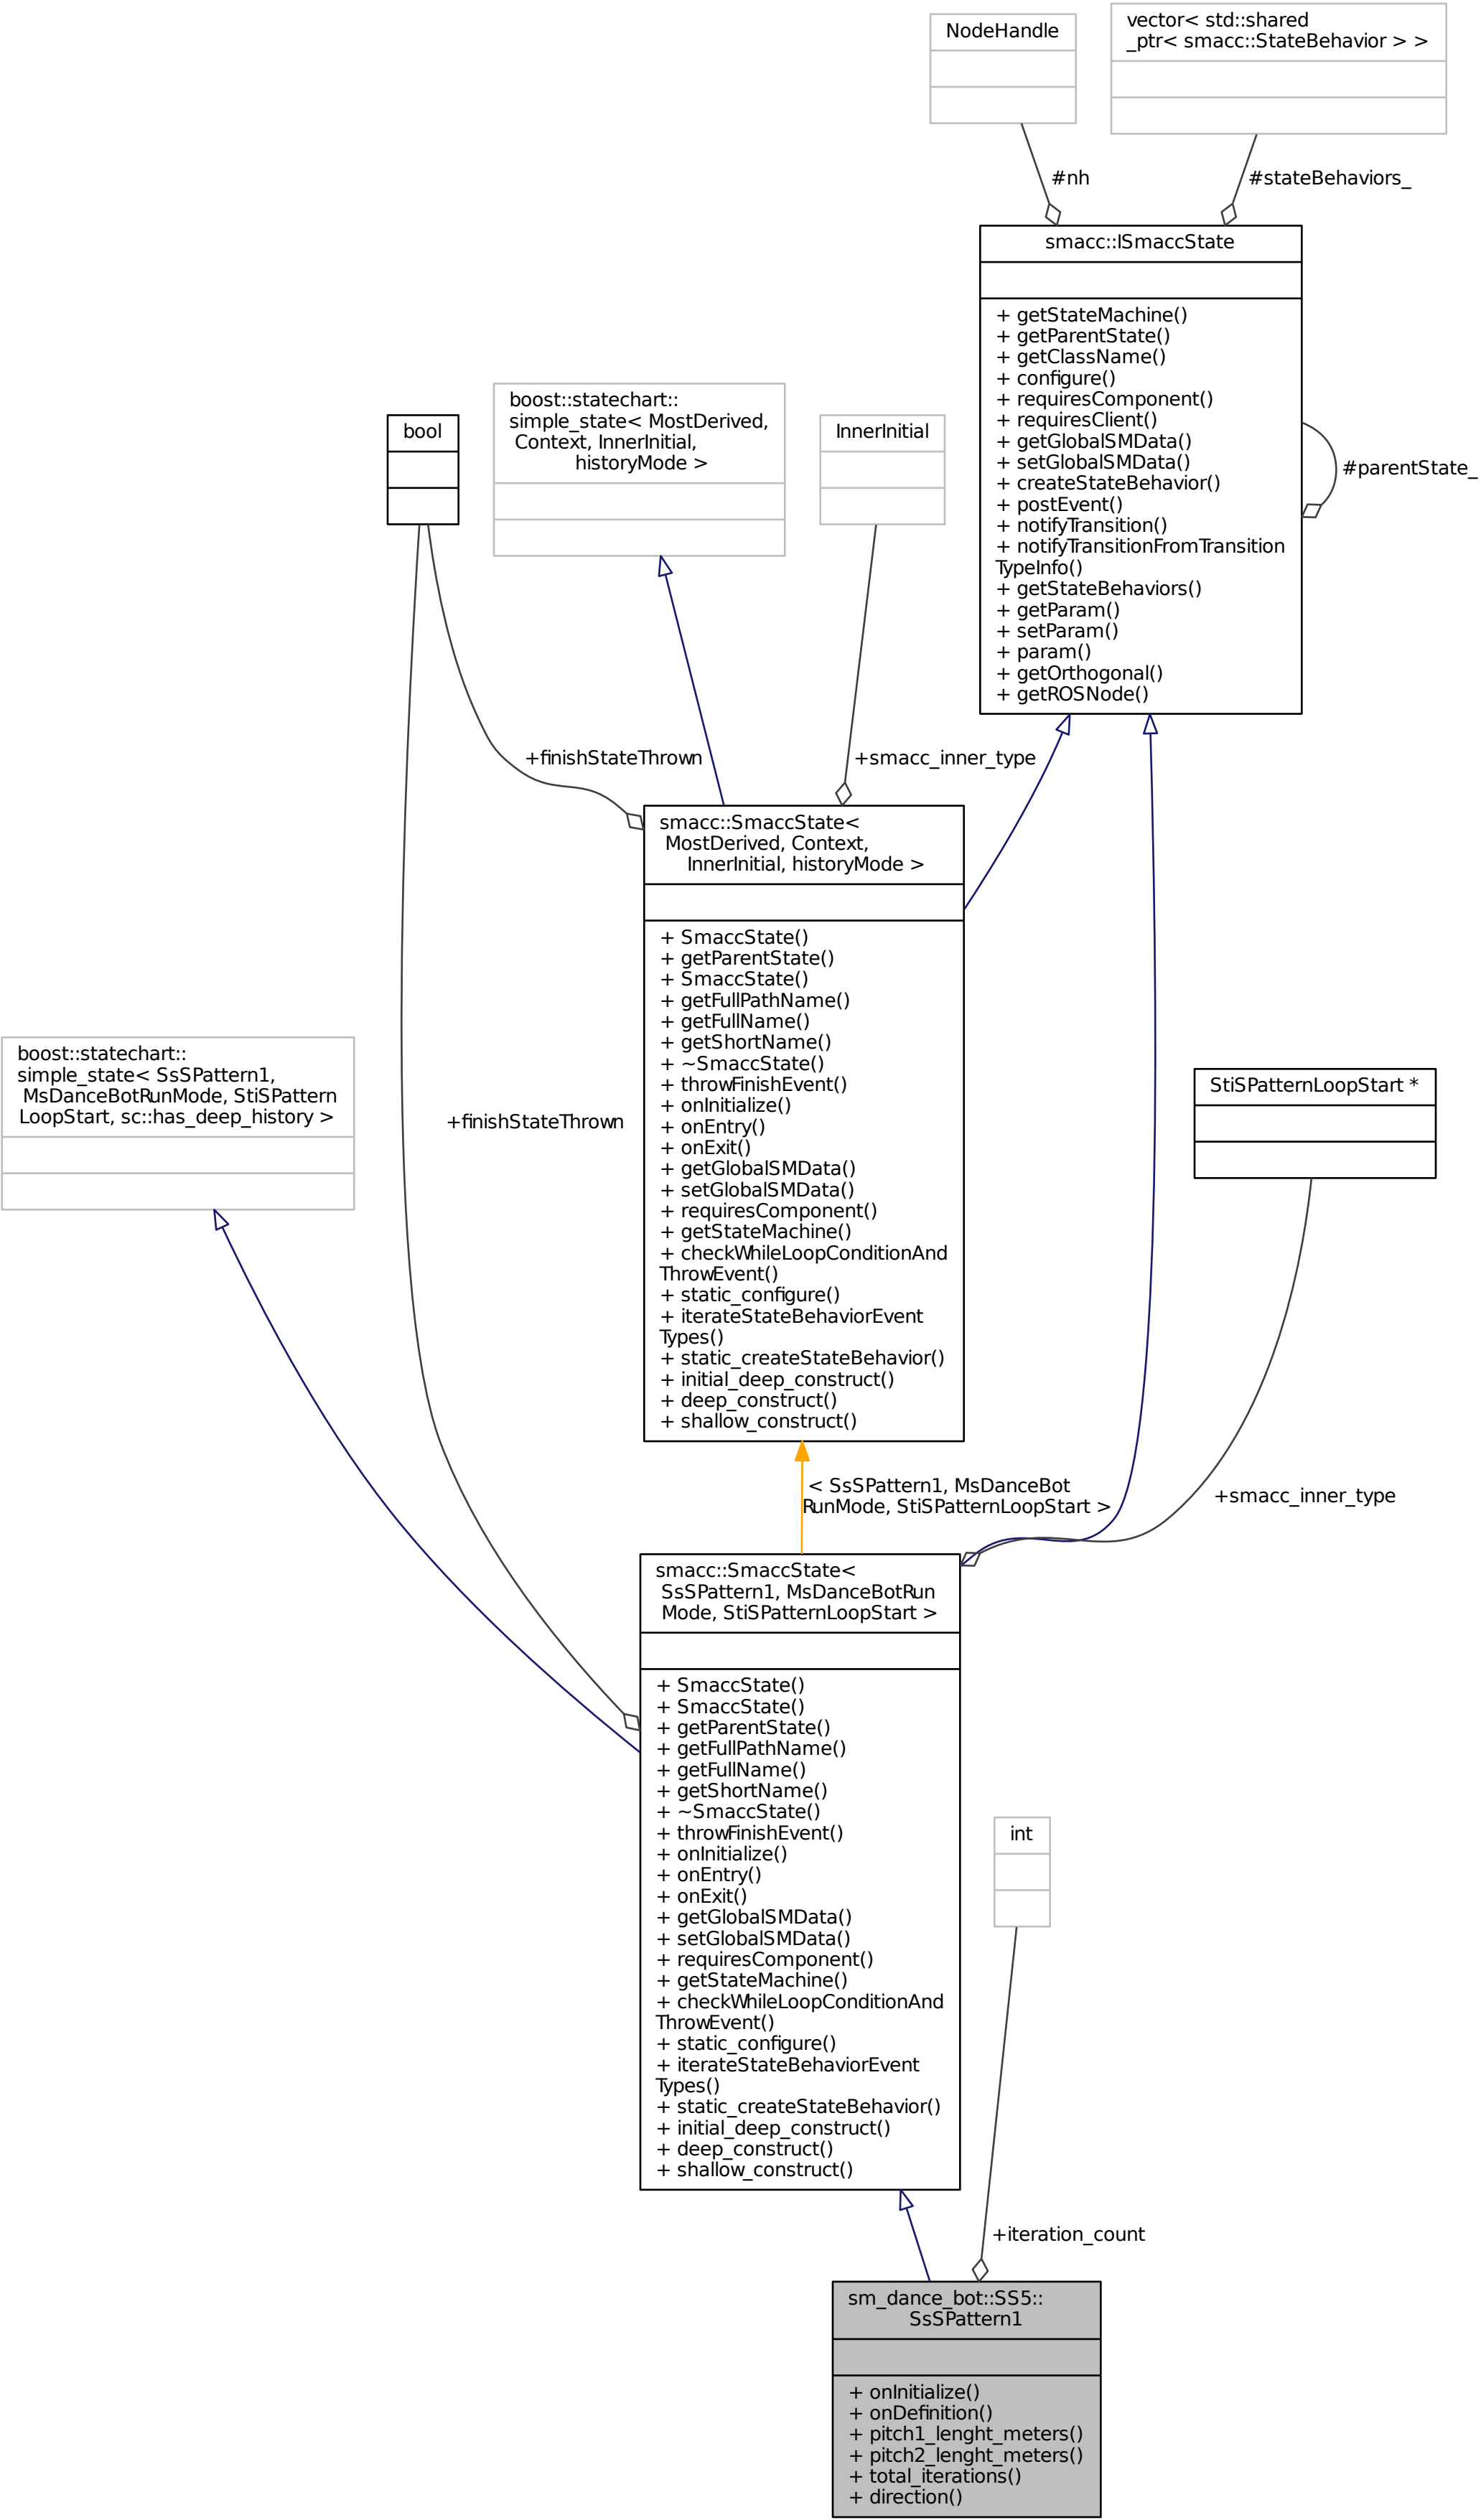 NodeHandle
vector< std::shared
_ptr< smacc::StateBehavior > >
#nh
#stateBehaviors_
smacc::ISmaccState
+ getStateMachine()
+ getParentState()
+ getClassName()
+ configure()
+ requiresComponent()
+ requiresClient()
+ getGlobalSMData()
+ setGlobalSMData()
+ createStateBehavior()
+ postEvent()
+ notifyTransition()
+ notifyTransitionFromTransition
TypeInfo()
+ getStateBehaviors()
+ getParam()
+ setParam()
+ param()
+ getOrthogonal()
+ getROSNode()
#parentState_
bool
boost::statechart::
simple_state< MostDerived,
Context, InnerInitial,
historyMode >
InnerInitial
+finishStateThrown
+smacc_inner_type
smacc::SmaccState<
MostDerived, Context,
InnerInitial, historyMode >
+ SmaccState()
+ getParentState()
+ SmaccState()
+ getFullPathName()
+ getFullName()
+ getShortName()
+ ~SmaccState()
+ throwFinishEvent()
+ onInitialize()
+ onEntry()
+ onExit()
+ getGlobalSMData()
+ setGlobalSMData()
+ requiresComponent()
+ getStateMachine()
+ checkWhileLoopConditionAnd
ThrowEvent()
+ static_configure()
+ iterateStateBehaviorEvent
Types()
+ static_createStateBehavior()
+ initial_deep_construct()
+ deep_construct()
+ shallow_construct()
boost::statechart::
simple_state< SsSPattern1,
MsDanceBotRunMode, StiSPattern
LoopStart, sc::has_deep_history >
+finishStateThrown
StiSPatternLoopStart *
< SsSPattern1, MsDanceBot
RunMode, StiSPatternLoopStart >
+smacc_inner_type
smacc::SmaccState<
SsSPattern1, MsDanceBotRun
Mode, StiSPatternLoopStart >
+ SmaccState()
+ SmaccState()
+ getParentState()
+ getFullPathName()
+ getFullName()
+ getShortName()
+ ~SmaccState()
+ throwFinishEvent()
+ onInitialize()
+ onEntry()
+ onExit()
+ getGlobalSMData()
+ setGlobalSMData()
+ requiresComponent()
+ getStateMachine()
+ checkWhileLoopConditionAnd
ThrowEvent()
+ static_configure()
+ iterateStateBehaviorEvent
Types()
+ static_createStateBehavior()
+ initial_deep_construct()
+ deep_construct()
+ shallow_construct()
int
+iteration_count
sm_dance_bot::SS5::
SsSPattern1
+ onInitialize()
+ onDefinition()
+ pitch1_lenght_meters()
+ pitch2_lenght_meters()
+ total_iterations()
+ direction()